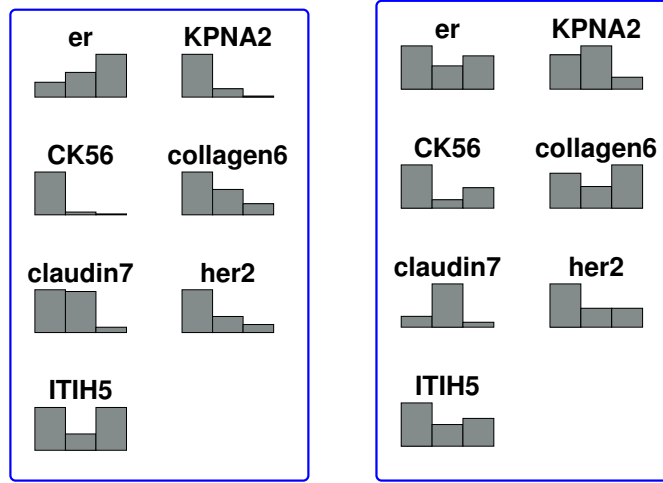 er KPNA2
CK56 collagen6
claudin7 her2
ITIH5
er KPNA2
CK56 collagen6
claudin7 her2
ITIH5